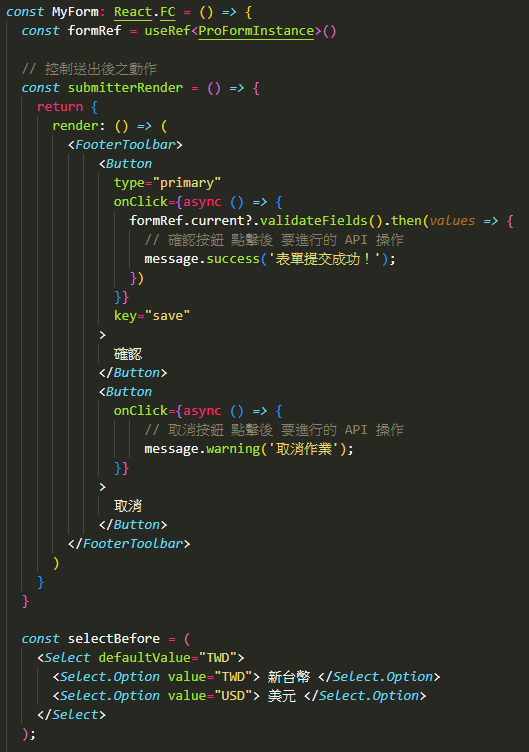 const MyForm: React.FC = () => {
  const formRef = useRef<ProFormInstance>()

  // 控制送出後之動作
  const submitterRender = () => {
    return {
      render: () => (
        <FooterToolbar>
            <Button
              type="primary"
              onClick={async () => {
                formRef.current?.validateFields().then(values => {
                  // 確認按鈕 點擊後 要進行的 API 操作
                  message.success('表單提交成功！');
                })
              }}
              key="save"
            >
              確認
            </Button>
            <Button
              onClick={async () => {
                  // 取消按鈕 點擊後 要進行的 API 操作
                  message.warning('取消作業');
              }}
            >
              取消
            </Button>
        </FooterToolbar>
      )
    }
  }

  const selectBefore = (
    <Select defaultValue="TWD">
      <Select.Option value="TWD"> 新台幣 </Select.Option>
      <Select.Option value="USD"> 美元 </Select.Option>
    </Select>
  );